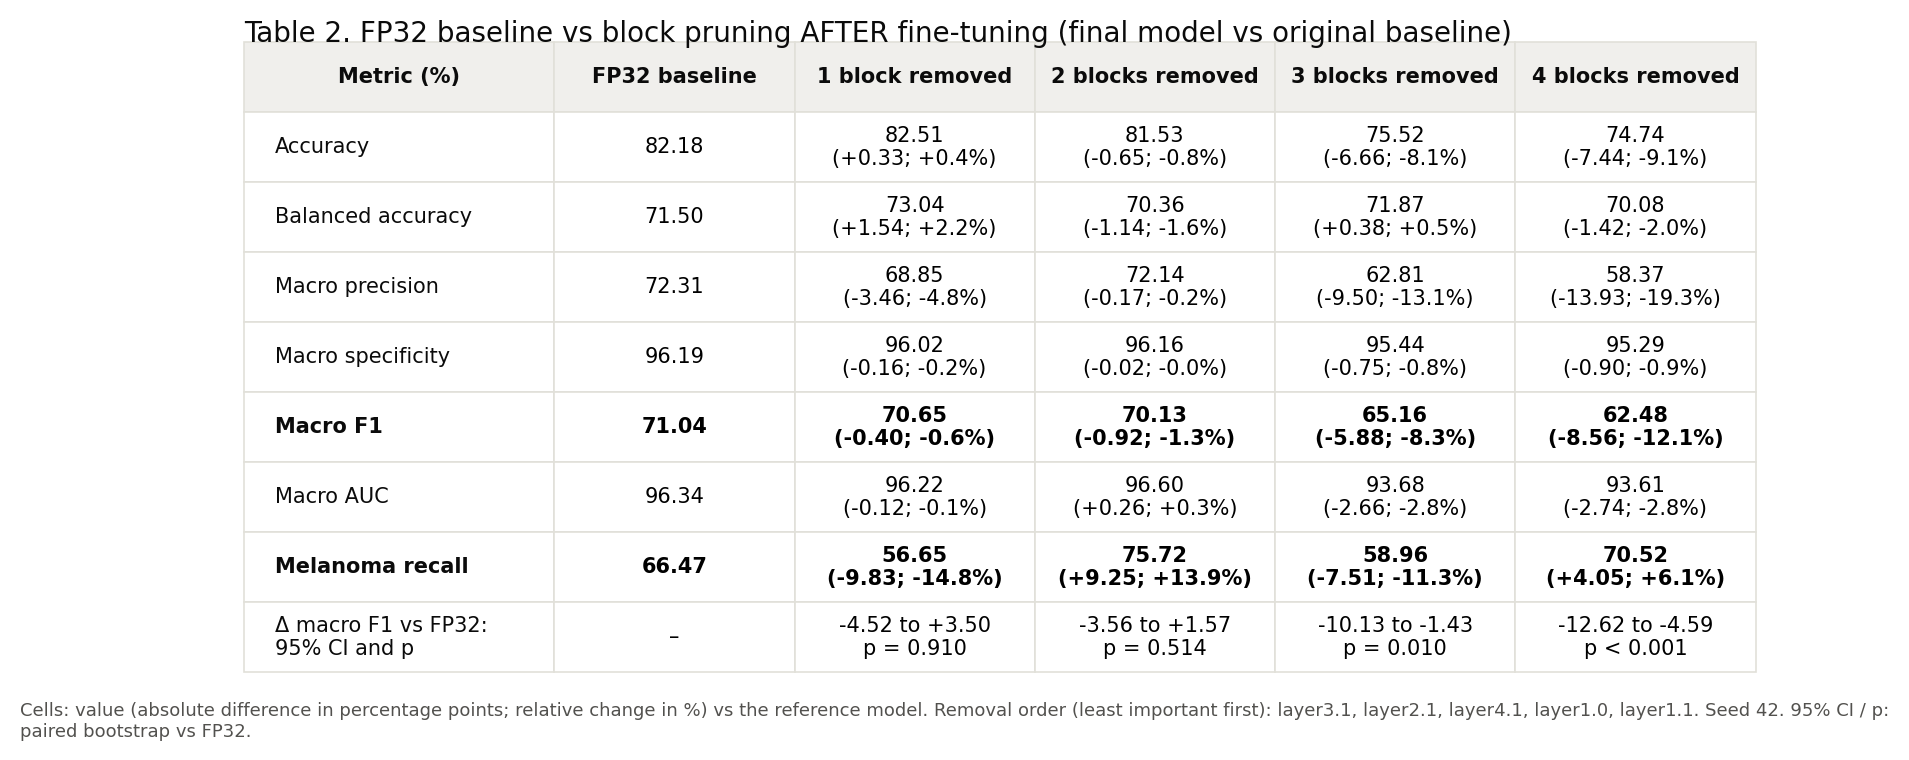 Table 2. FP32 baseline vs block pruning AFTER fine-tuning (final model vs original baseline)
Metric (%) FP32 baseline 1 block removed 2 blocks removed 3 blocks removed 4 blocks removed
Accuracy 82.18 82.51 81.53 75.52 74.74
(+0.33; +0.4%) (-0.65; -0.8%) (-6.66; -8.1%) (-7.44; -9.1%)
Balanced accuracy 71.50 73.04 70.36 71.87 70.08
(+1.54; +2.2%) (-1.14; -1.6%) (+0.38; +0.5%) (-1.42; -2.0%)
Macro precision 72.31 68.85 72.14 62.81 58.37
(-3.46; -4.8%) (-0.17; -0.2%) (-9.50; -13.1%) (-13.93; -19.3%)
Macro specificity 96.19 96.02 96.16 95.44 95.29
(-0.16; -0.2%) (-0.02; -0.0%) (-0.75; -0.8%) (-0.90; -0.9%)
Macro F1 71.04 70.65 70.13 65.16 62.48
(-0.40; -0.6%) (-0.92; -1.3%) (-5.88; -8.3%) (-8.56; -12.1%)
Macro AUC 96.34 96.22 96.60 93.68 93.61
(-0.12; -0.1%) (+0.26; +0.3%) (-2.66; -2.8%) (-2.74; -2.8%)
Melanoma recall 66.47 56.65 75.72 58.96 70.52
(-9.83; -14.8%) (+9.25; +13.9%) (-7.51; -11.3%) (+4.05; +6.1%)
Δ macro F1 vs FP32: – -4.52 to +3.50 -3.56 to +1.57 -10.13 to -1.43 -12.62 to -4.59
95% CI and p p = 0.910 p = 0.514 p = 0.010 p < 0.001
Cells: value (absolute difference in percentage points; relative change in %) vs the reference model. Removal order (least important first): layer3.1, layer2.1, layer4.1, layer1.0, layer1.1. Seed 42. 95% CI / p:
paired bootstrap vs FP32.